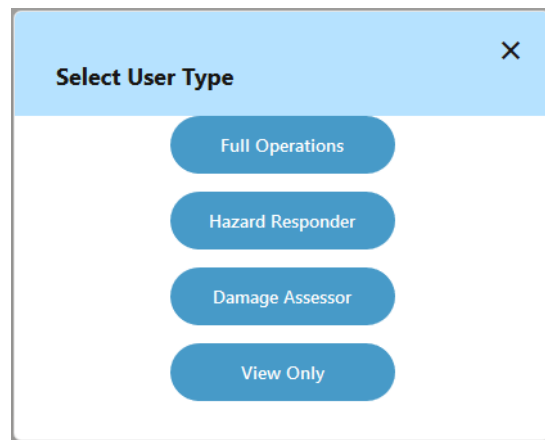 Select User Type
Full Operations
Hazard Responder
Damage Assessor
View Only